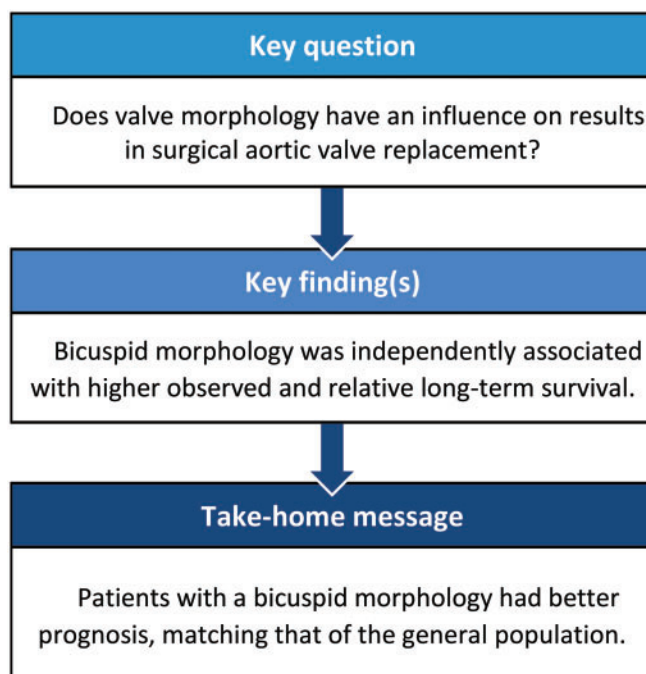 Key question
Does valve morphology have an influence on results
in surgical aortic valve replacement?
Key finding(s)
Bicuspid morphology was independently associated
with higher observed and relative long-term survival.
Take-home message
Patients with a bicuspid morphology had better
prognosis, matching that of the general population.